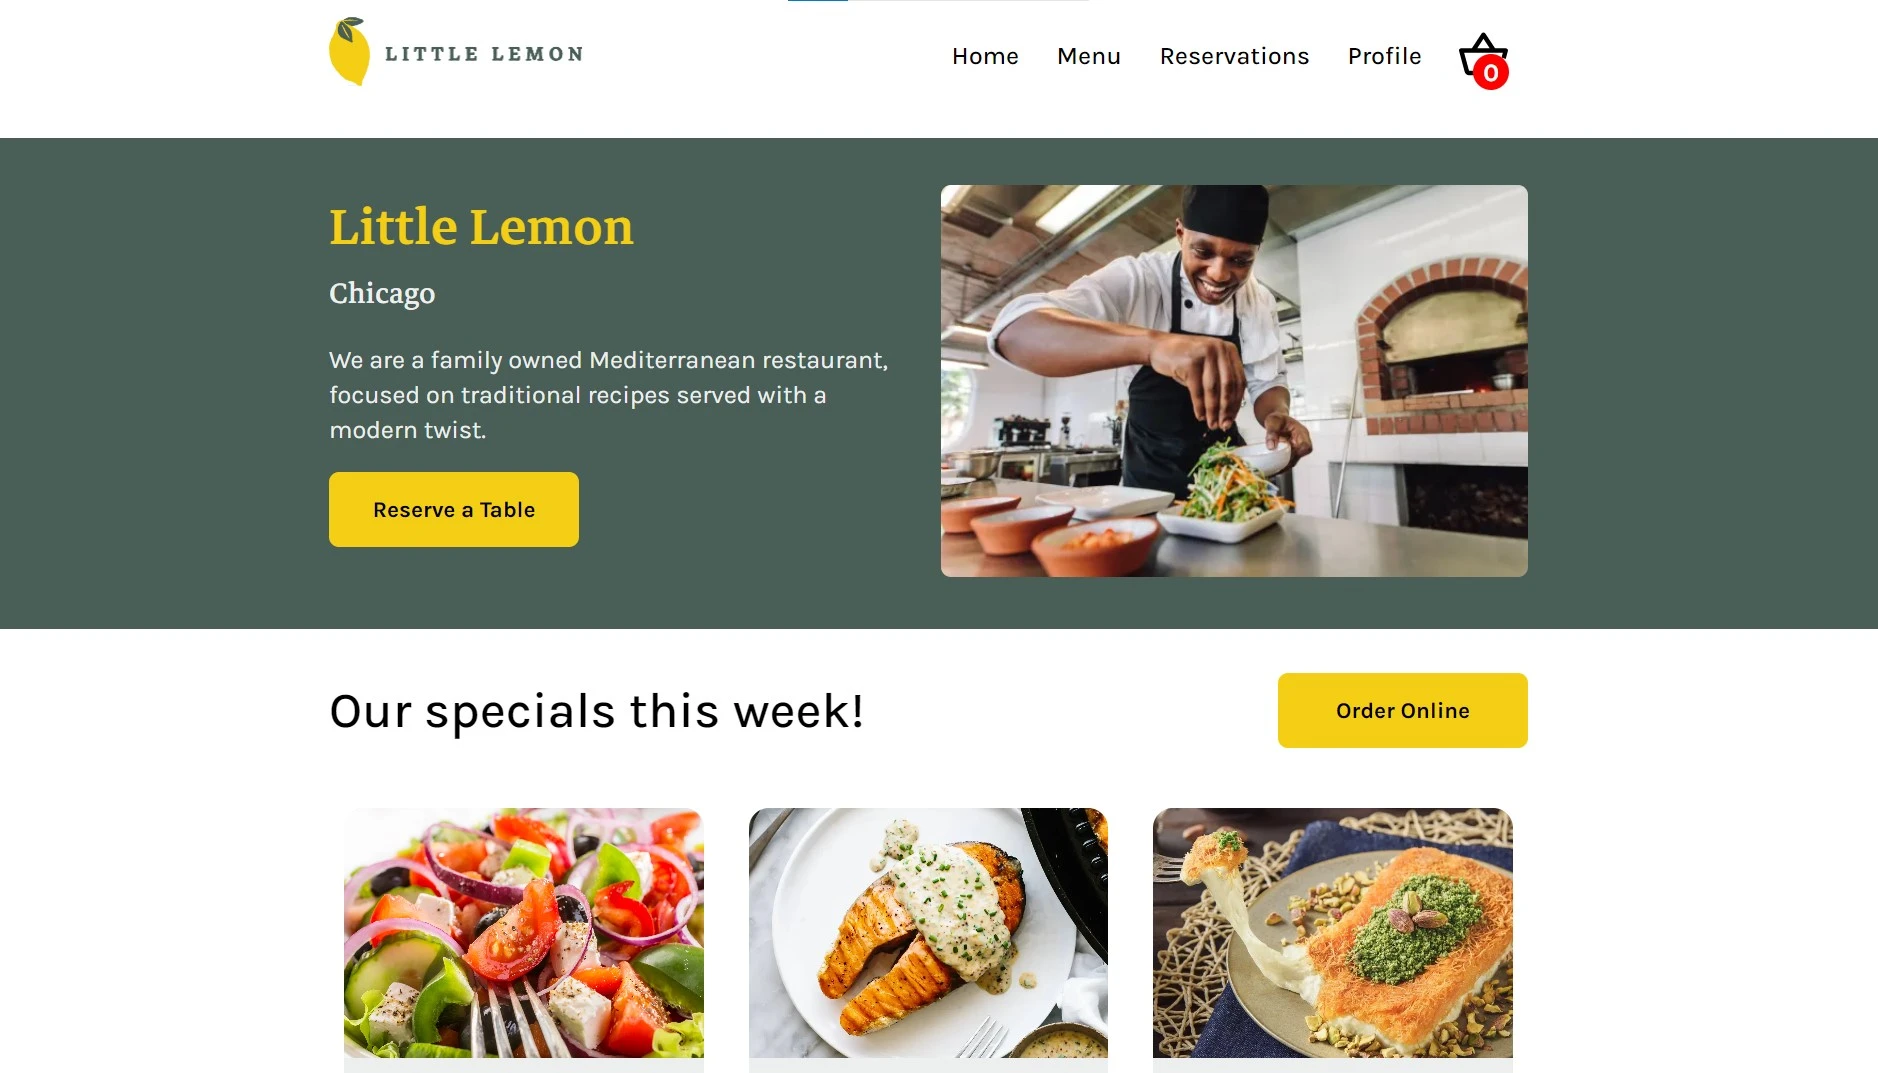 LITTLE LEMON
Home Menu Reservations Profile 0
Little Lemon
Chicago
We are a family owned Mediterranean restaurant,
focused on traditional recipes served with a
modern twist.
Reserve a Table
Our specials this week!
Order Online